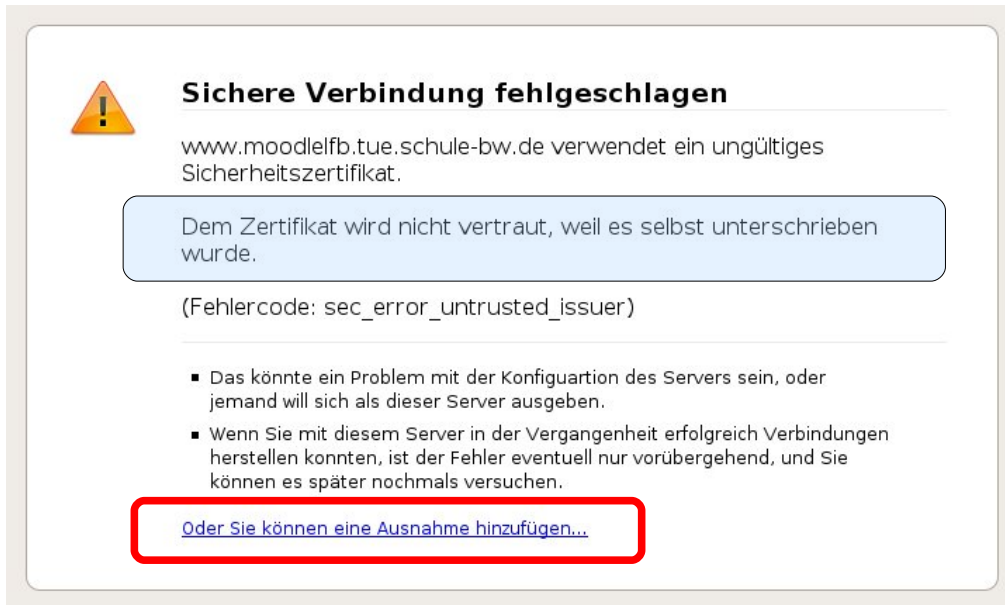 Sichere Verbindung fehlgeschlagen
www.moodlelfb.tue.schule-bw.de verwendet ein ungültiges
Sicherheitszertifikat.
Dem Zertifikat wird nicht vertraut, weil es selbst unterschrieben
wurde.
(Fehlercode: sec_error_untrusted_issuer)
▪ Das könnte ein Problem mit der Konfiguartion des Servers sein, oder
jemand will sich als dieser Server ausgeben.
▪ Wenn Sie mit diesem Server in der Vergangenheit erfolgreich Verbindungen
herstellen konnten, ist der Fehler eventuell nur vorübergehend, und Sie
können es später nochmals versuchen.
Oder Sie können eine Ausnahme hinzufügen...